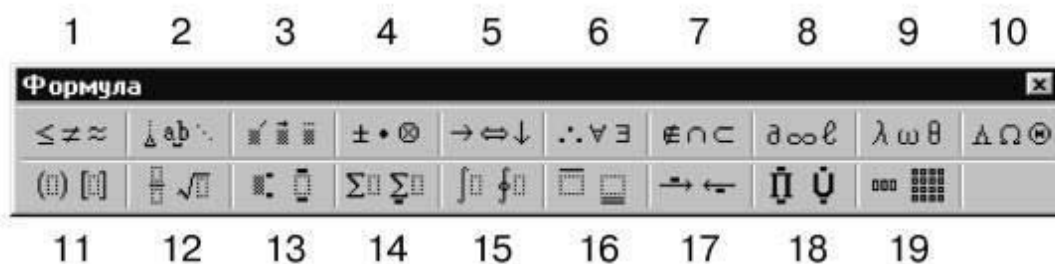 1 2 3 4 5 6 7 8 9 10
Формула
≤ ≠ ≈ a͟b ⋱ ± • ⊗ → ⇔ ↓ ∴ ∀ ∃ ∉ ∩ ⊂ ∂ ∞ ℓ λ ω θ Λ Ω Θ
(▯) [▯] √▯ Σ▯ Σ▯ ∫▯ ∮▯ → ← Π Ụ
11 12 13 14 15 16 17 18 19